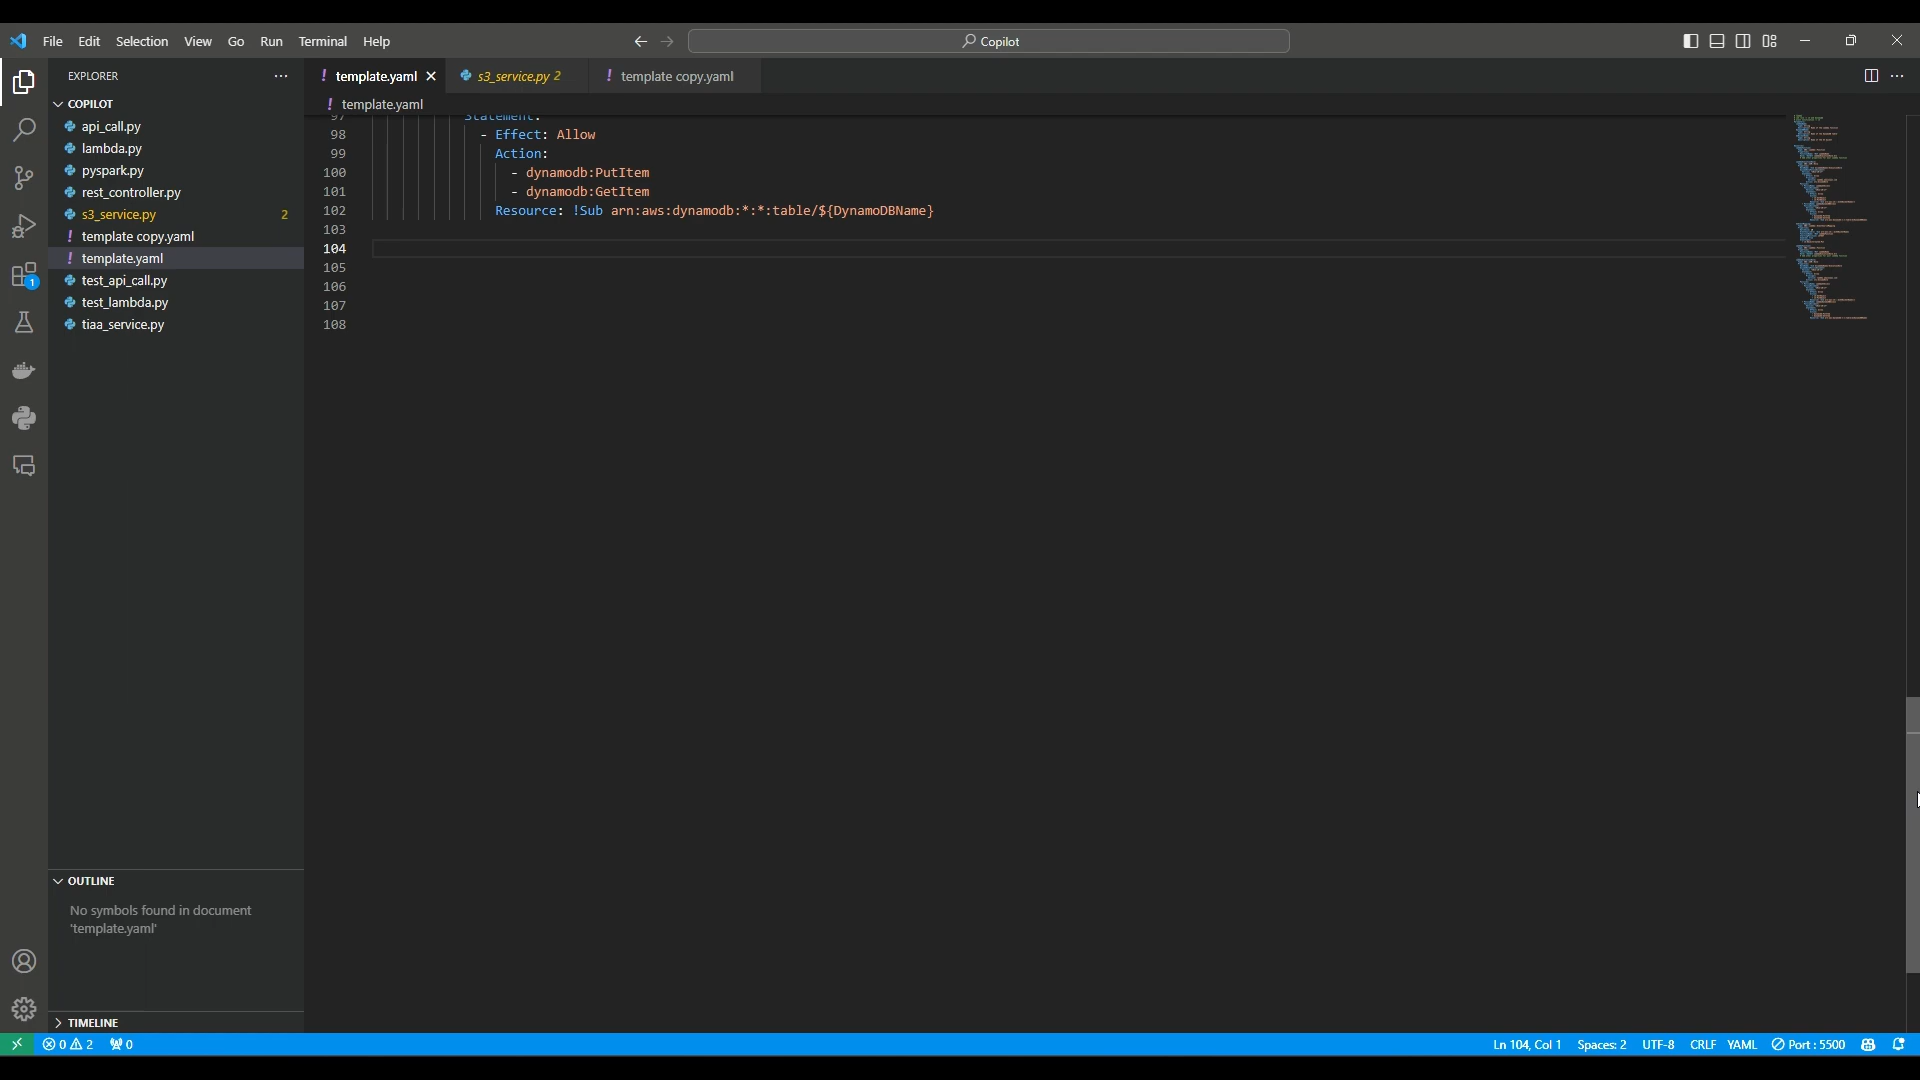 File Edit Selection View Go Run Terminal Help
Copilot
EXPLORER
COPILOT
api_call.py
lambda.py
pyspark.py
rest_controller.py
s3_service.py 2
template copy.yaml
template.yaml
test_api_call.py
test_lambda.py
tiaa_service.py
1
OUTLINE
No symbols found in document
'template.yaml'
TIMELINE
! template.yaml s3_service.py 2 ! template copy.yaml
! template.yaml
97 Statement:
98 - Effect: Allow
99 Action:
100 - dynamodb:PutItem
101 - dynamodb:GetItem
102 Resource: !Sub arn:aws:dynamodb:*:*:table/${DynamoDBName}
103
104
105
106
107
108
0 2 0
Ln 104, Col 1 Spaces: 2 UTF-8 CRLF YAML Port : 5500